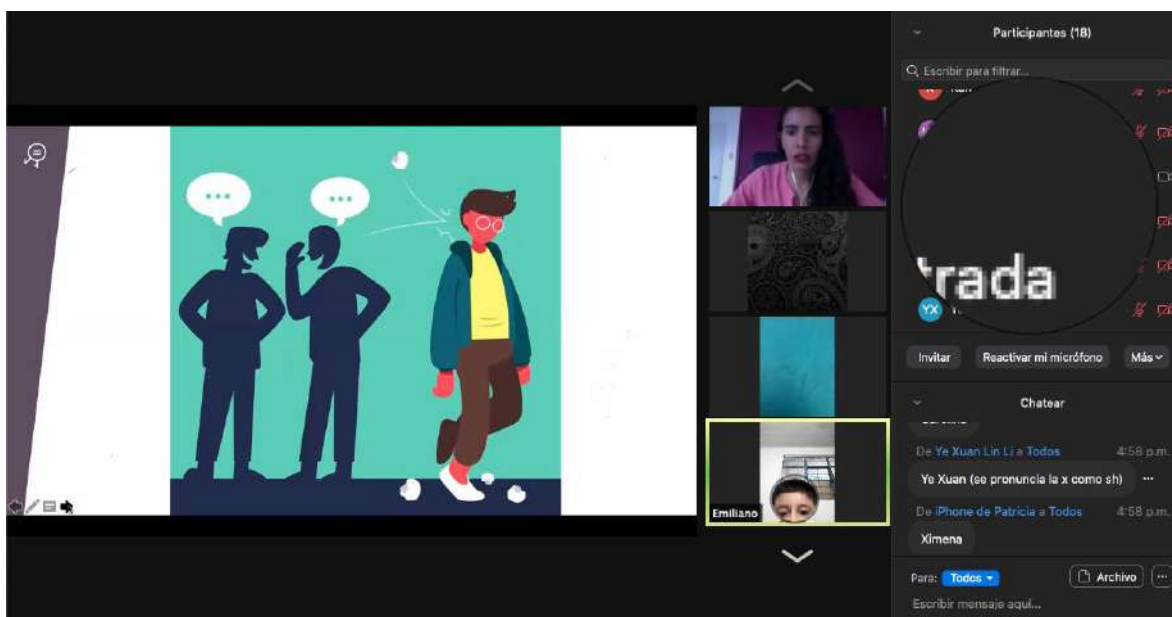 Participantes (18)
Escribir para filtrar...
trada
YX
Invitar
Reactivar mi micrófono
Más
Chatear
De Ye Xuan Lin Li a Todos
4:58 p.m.
Ye Xuan (se pronuncia la x como sh)
De iPhone de Patricia a Todos
4:58 p.m.
Ximena
Para: Todos
Archivo
Escribir mensaje aquí...
Emiliano